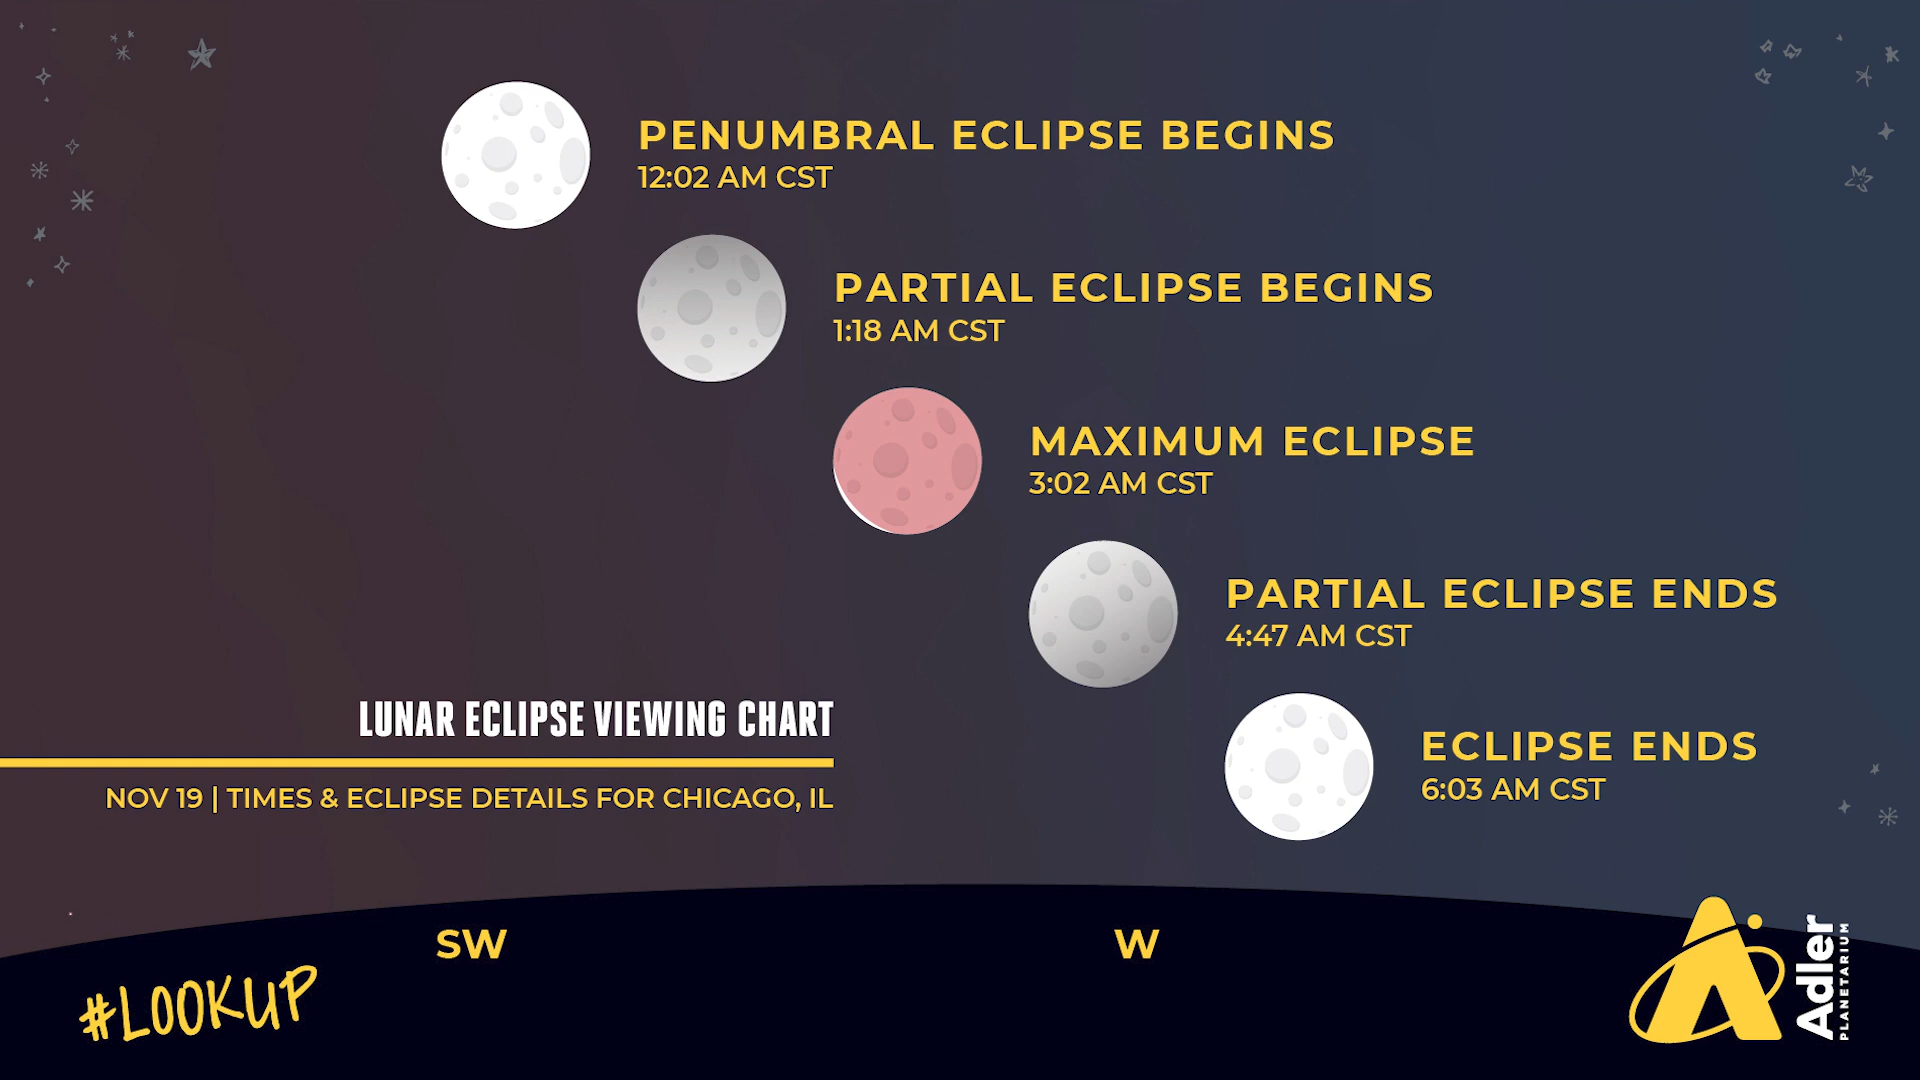 PENUMBRAL ECLIPSE BEGINS
12:02 AM CST
PARTIAL ECLIPSE BEGINS
1:18 AM CST
MAXIMUM ECLIPSE
3:02 AM CST
PARTIAL ECLIPSE ENDS
4:47 AM CST
ECLIPSE ENDS
6:03 AM CST
LUNAR ECLIPSE VIEWING CHART
NOV 19 | TIMES & ECLIPSE DETAILS FOR CHICAGO, IL
SW
W
#LOOKUP
Adler
PLANETARIUM